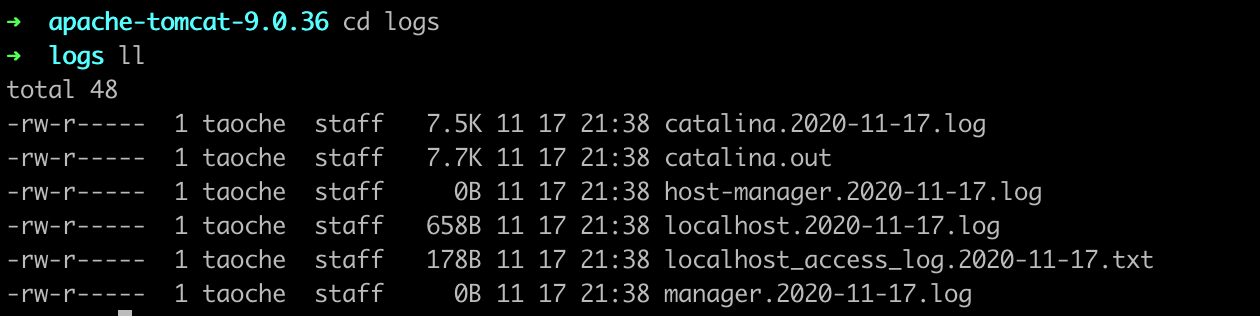 ➜  apache-tomcat-9.0.36 cd logs
➜  logs ll
total 48
-rw-r-----  1 taoche  staff   7.5K 11 17 21:38 catalina.2020-11-17.log
-rw-r-----  1 taoche  staff   7.7K 11 17 21:38 catalina.out
-rw-r-----  1 taoche  staff     0B 11 17 21:38 host-manager.2020-11-17.log
-rw-r-----  1 taoche  staff   658B 11 17 21:38 localhost.2020-11-17.log
-rw-r-----  1 taoche  staff   178B 11 17 21:38 localhost_access_log.2020-11-17.txt
-rw-r-----  1 taoche  staff     0B 11 17 21:38 manager.2020-11-17.log